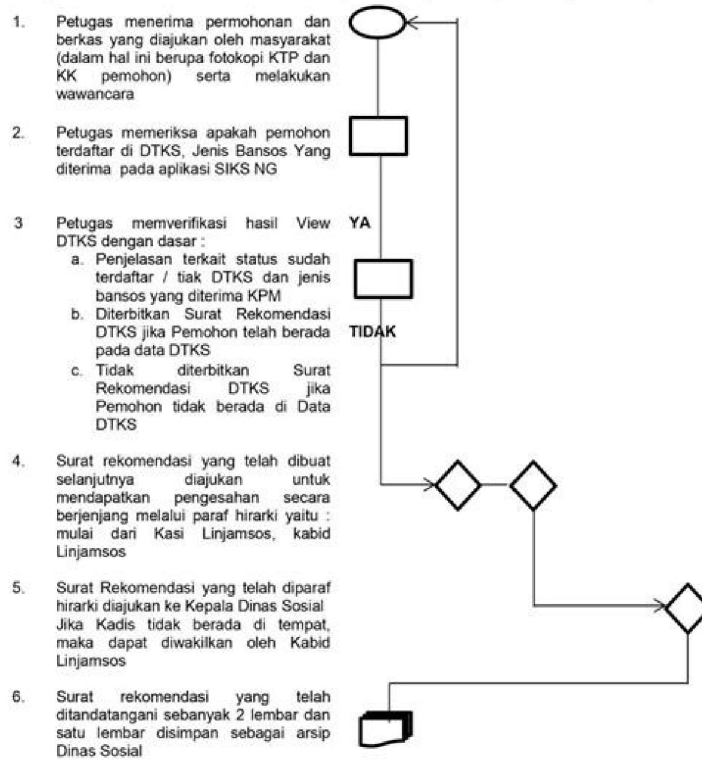 1. Petugas menerima permohonan dan
berkas yang diajukan oleh masyarakat
(dalam hal ini berupa fotokopi KTP dan
KK pemohon) serta melakukan
wawancara
2. Petugas memeriksa apakah pemohon
terdaftar di DTKS, Jenis Bansos Yang
diterima pada aplikasi SIKS NG
3 Petugas memverifikasi hasil View
DTKS dengan dasar :
a. Penjelasan terkait status sudah
terdaftar / tiak DTKS dan jenis
bansos yang diterima KPM
b. Diterbitkan Surat Rekomendasi
DTKS jika Pemohon telah berada
pada data DTKS
c. Tidak diterbitkan Surat
Rekomendasi DTKS jika
Pemohon tidak berada di Data
DTKS
YA
TIDAK
4. Surat rekomendasi yang telah dibuat
selanjutnya diajukan untuk
mendapatkan pengesahan secara
berjenjang melalui paraf hirarki yaitu :
mulai dari Kasi Linjamsos, kabid
Linjamsos
5. Surat Rekomendasi yang telah diparaf
hirarki diajukan ke Kepala Dinas Sosial
Jika Kadis tidak berada di tempat,
maka dapat diwakilkan oleh Kabid
Linjamsos
6. Surat rekomendasi yang telah
ditandatangani sebanyak 2 lembar dan
satu lembar disimpan sebagai arsip
Dinas Sosial